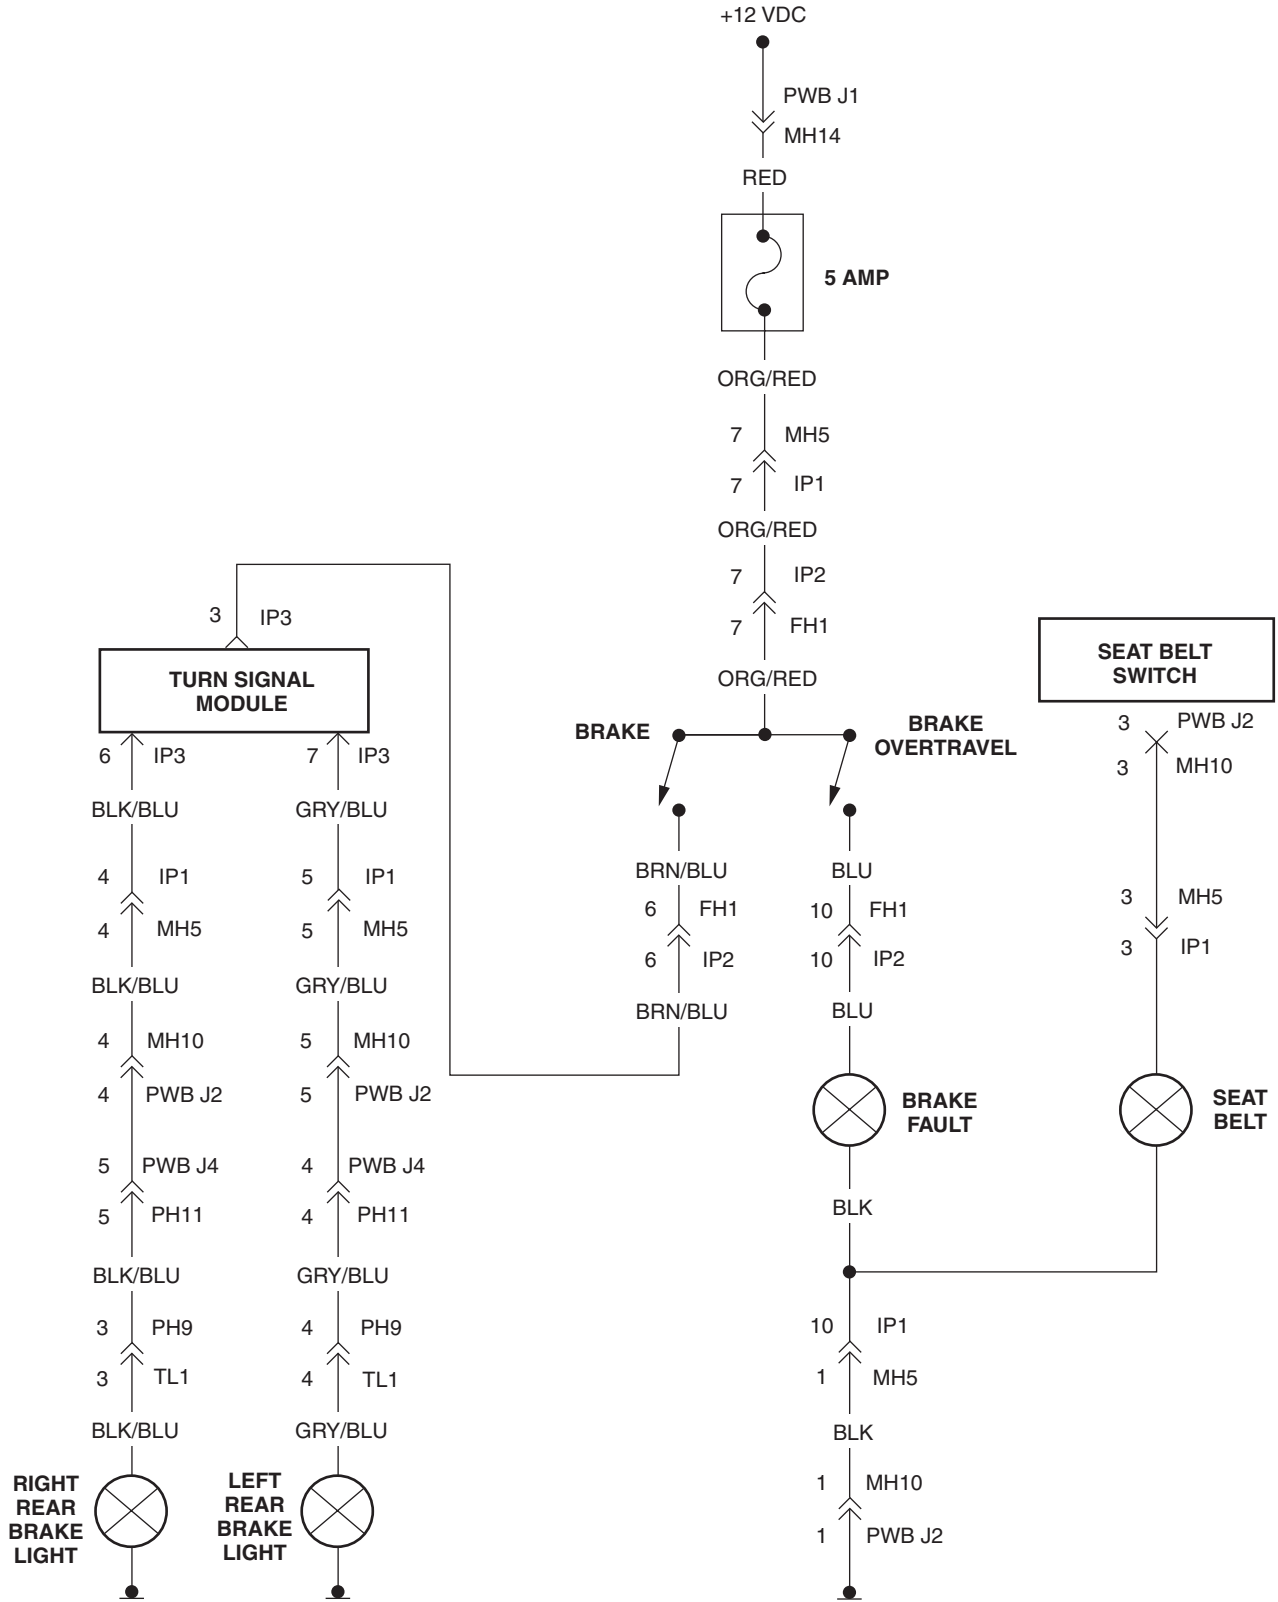 +12 VDC
PWB J1
MH14
RED
5 AMP
ORG/RED
7 MH5
7 IP1
ORG/RED
7 IP2
7 FH1
ORG/RED
3 IP3
TURN SIGNAL
MODULE
6 IP3
7 IP3
BLK/BLU
GRY/BLU
4 IP1
5 IP1
4 MH5
5 MH5
BLK/BLU
GRY/BLU
4 MH10
5 MH10
4 PWB J2
5 PWB J2
5 PWB J4
4 PWB J4
5 PH11
4 PH11
BLK/BLU
GRY/BLU
3 PH9
4 PH9
3 TL1
4 TL1
BLK/BLU
GRY/BLU
RIGHT
REAR
BRAKE
LIGHT
LEFT
REAR
BRAKE
LIGHT
BRAKE
BRAKE
OVERTRAVEL
BRN/BLU
BLU
6 FH1
10 FH1
6 IP2
10 IP2
BRN/BLU
BLU
BRAKE
FAULT
BLK
10 IP1
1 MH5
BLK
1 MH10
1 PWB J2
SEAT BELT
SWITCH
3 PWB J2
3 MH10
3 MH5
3 IP1
SEAT
BELT